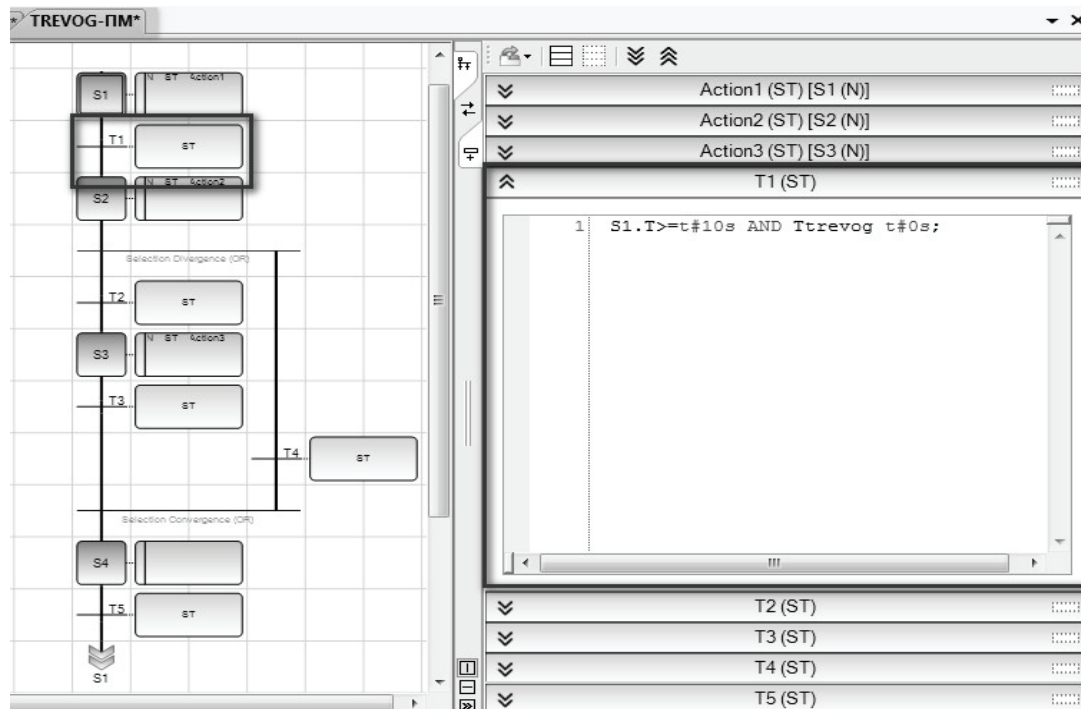 TREVOG-ПМ*
S1
N ST Action1
T1
ST
S2
N ST Action2
Selection Divergence (OR)
T2
ST
S3
N ST Action3
T3
ST
T4
ST
Selection Convergence (OR)
S4
T5
ST
S1
Action1 (ST) [S1 (N)]
Action2 (ST) [S2 (N)]
Action3 (ST) [S3 (N)]
T1 (ST)
1 S1.T>=t#10s AND Ttrevog t#0s;
T2 (ST)
T3 (ST)
T4 (ST)
T5 (ST)